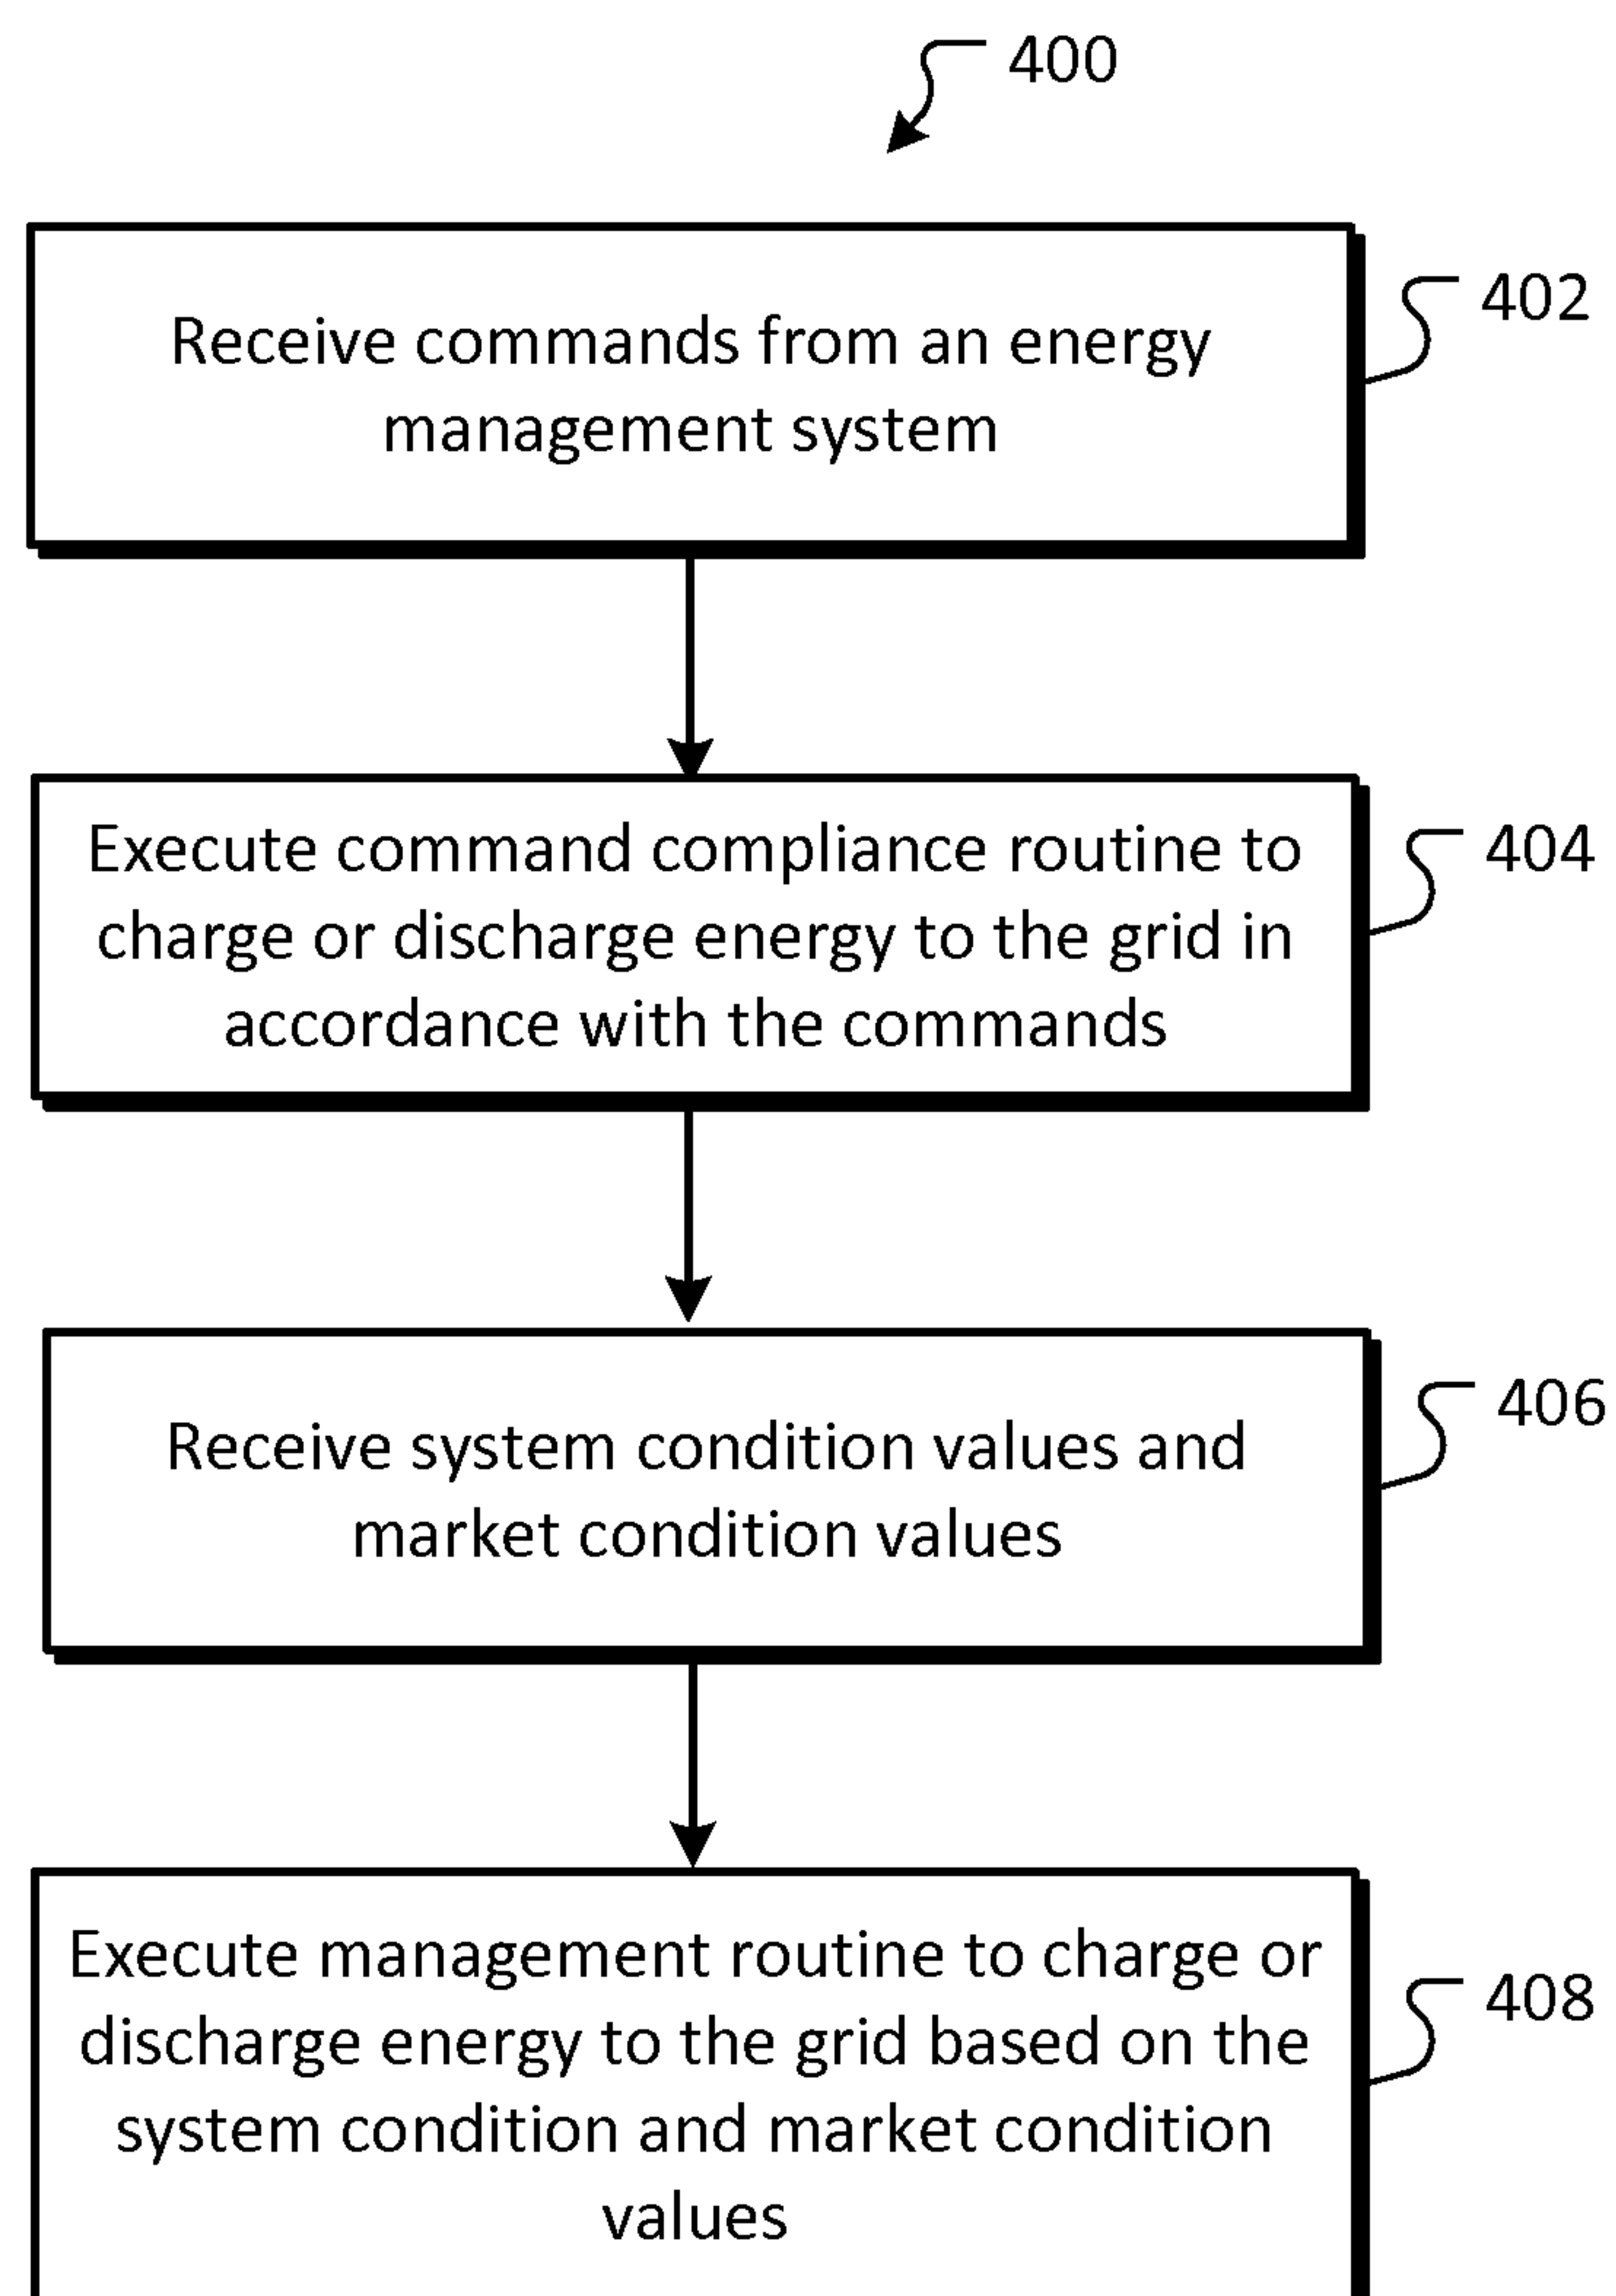 400
Receive commands from an energy
management system
402
Execute command compliance routine to
charge or discharge energy to the grid in
accordance with the commands
404
Receive system condition values and
market condition values
406
Execute management routine to charge or
discharge energy to the grid based on the
system condition and market condition
values
408